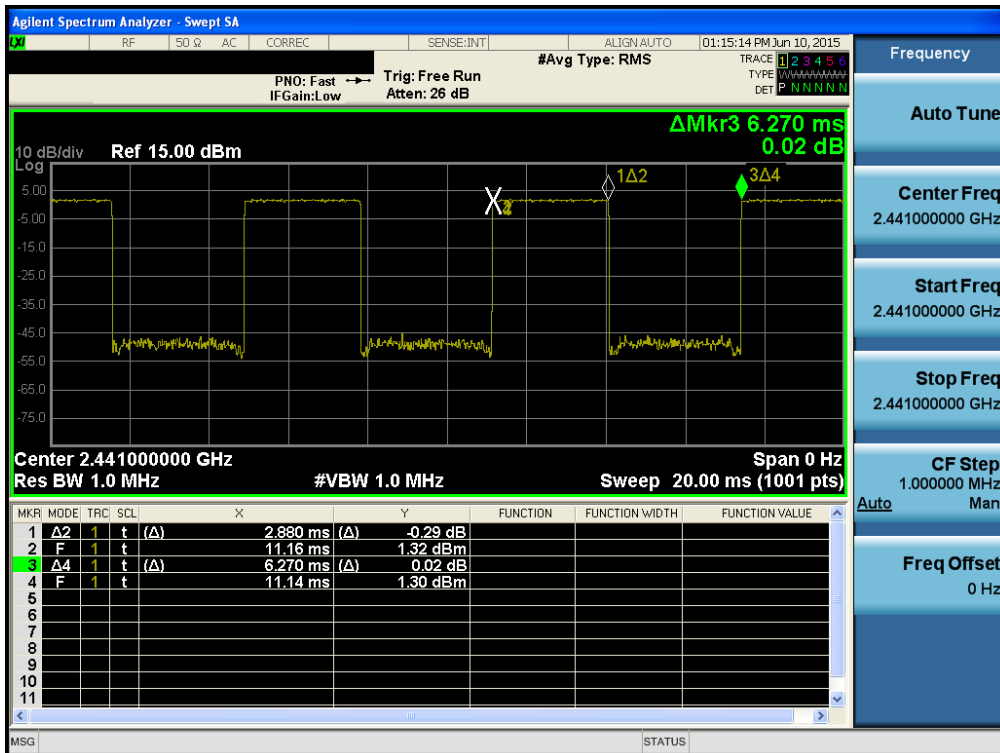 Agilent Spectrum Analyzer - Swept SA
LXI RF 50 Ω AC CORREC SENSE:INT ALIGN AUTO 01:15:14 PM Jun 10, 2015
Frequency
PNO: Fast
IFGain:Low
Trig: Free Run
Atten: 26 dB
#Avg Type: RMS
TRACE 1 2 3 4 5 6
TYPE
DET P N N N N N
Auto Tune
ΔMkr3 6.270 ms
0.02 dB
10 dB/div Ref 15.00 dBm
Log
5.00
-5.00
-15.0
-25.0
-35.0
-45.0
-55.0
-65.0
-75.0
X
1Δ2
3Δ4
Center Freq
2.441000000 GHz
Start Freq
2.441000000 GHz
Stop Freq
2.441000000 GHz
Center 2.441000000 GHz Span 0 Hz
Res BW 1.0 MHz #VBW 1.0 MHz Sweep 20.00 ms (1001 pts)
CF Step
1.000000 MHz
Auto Man
Freq Offset
0 Hz
MKR MODE TRC SCL X Y FUNCTION FUNCTION WIDTH FUNCTION VALUE
1 Δ2 1 t (Δ) 2.880 ms (Δ) -0.29 dB
2 F 1 t 11.16 ms 1.32 dBm
3 Δ4 1 t (Δ) 6.270 ms (Δ) 0.02 dB
4 F 1 t 11.14 ms 1.30 dBm
5
6
7
8
9
10
11
MSG STATUS